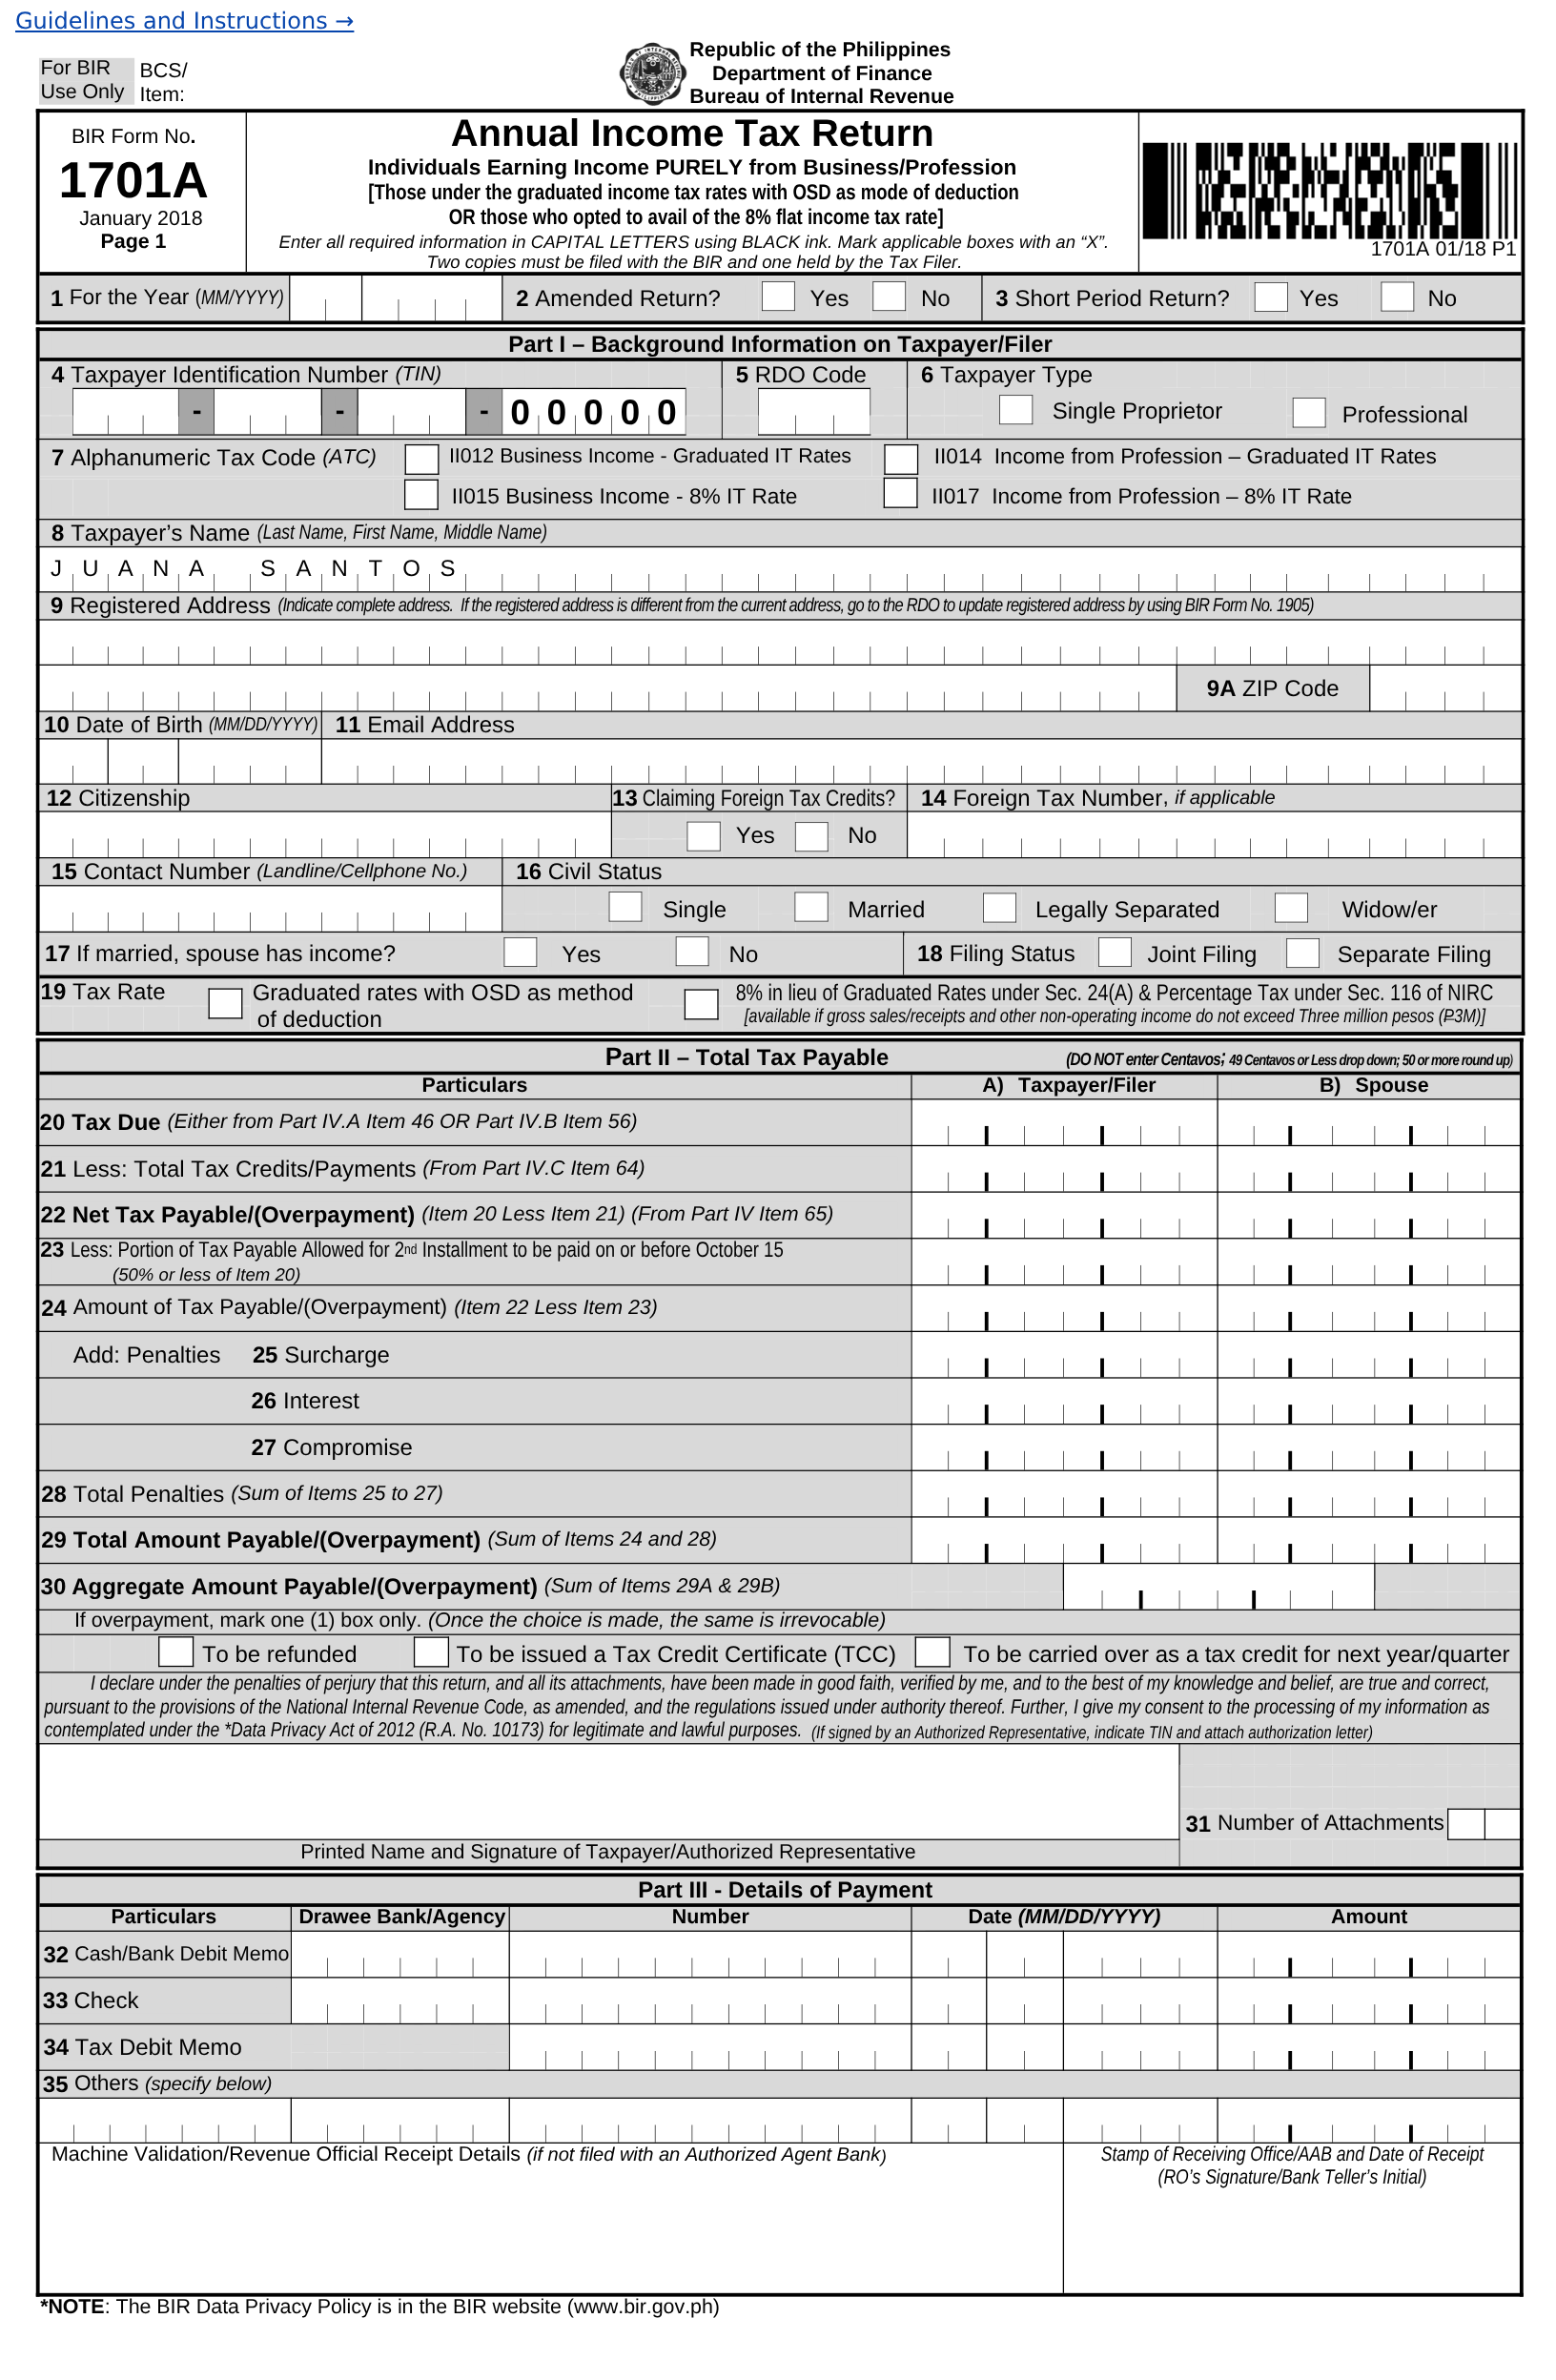 Guidelines and Instructions →
For BIR Use Only BCS/ Item:
Republic of the Philippines
Department of Finance
Bureau of Internal Revenue
BIR Form No.
1701A
January 2018
Page 1
Annual Income Tax Return
Individuals Earning Income PURELY from Business/Profession
[Those under the graduated income tax rates with OSD as mode of deduction
OR those who opted to avail of the 8% flat income tax rate]
Enter all required information in CAPITAL LETTERS using BLACK ink. Mark applicable boxes with an “X”.
Two copies must be filed with the BIR and one held by the Tax Filer.
1701A 01/18 P1
1 For the Year (MM/YYYY) 2 Amended Return? Yes No 3 Short Period Return? Yes No
Part I – Background Information on Taxpayer/Filer
4 Taxpayer Identification Number (TIN) 5 RDO Code 6 Taxpayer Type
- - - 0 0 0 0 0 Single Proprietor Professional
7 Alphanumeric Tax Code (ATC) II012 Business Income - Graduated IT Rates II014 Income from Profession – Graduated IT Rates
II015 Business Income - 8% IT Rate II017 Income from Profession – 8% IT Rate
8 Taxpayer’s Name (Last Name, First Name, Middle Name)
JUANA SANTOS
9 Registered Address (Indicate complete address. If the registered address is different from the current address, go to the RDO to update registered address by using BIR Form No. 1905)
9A ZIP Code
10 Date of Birth (MM/DD/YYYY) 11 Email Address
12 Citizenship 13 Claiming Foreign Tax Credits? 14 Foreign Tax Number, if applicable
Yes No
15 Contact Number (Landline/Cellphone No.) 16 Civil Status
Single Married Legally Separated Widow/er
17 If married, spouse has income? Yes No 18 Filing Status Joint Filing Separate Filing
19 Tax Rate Graduated rates with OSD as method of deduction 8% in lieu of Graduated Rates under Sec. 24(A) & Percentage Tax under Sec. 116 of NIRC
[available if gross sales/receipts and other non-operating income do not exceed Three million pesos (₱3M)]
Part II – Total Tax Payable (DO NOT enter Centavos; 49 Centavos or Less drop down; 50 or more round up)
Particulars A) Taxpayer/Filer B) Spouse
20 Tax Due (Either from Part IV.A Item 46 OR Part IV.B Item 56)
21 Less: Total Tax Credits/Payments (From Part IV.C Item 64)
22 Net Tax Payable/(Overpayment) (Item 20 Less Item 21) (From Part IV Item 65)
23 Less: Portion of Tax Payable Allowed for 2nd Installment to be paid on or before October 15
(50% or less of Item 20)
24 Amount of Tax Payable/(Overpayment) (Item 22 Less Item 23)
Add: Penalties 25 Surcharge
26 Interest
27 Compromise
28 Total Penalties (Sum of Items 25 to 27)
29 Total Amount Payable/(Overpayment) (Sum of Items 24 and 28)
30 Aggregate Amount Payable/(Overpayment) (Sum of Items 29A & 29B)
If overpayment, mark one (1) box only. (Once the choice is made, the same is irrevocable)
To be refunded To be issued a Tax Credit Certificate (TCC) To be carried over as a tax credit for next year/quarter
I declare under the penalties of perjury that this return, and all its attachments, have been made in good faith, verified by me, and to the best of my knowledge and belief, are true and correct,
pursuant to the provisions of the National Internal Revenue Code, as amended, and the regulations issued under authority thereof. Further, I give my consent to the processing of my information as
contemplated under the *Data Privacy Act of 2012 (R.A. No. 10173) for legitimate and lawful purposes. (If signed by an Authorized Representative, indicate TIN and attach authorization letter)
31 Number of Attachments
Printed Name and Signature of Taxpayer/Authorized Representative
Part III - Details of Payment
Particulars Drawee Bank/Agency Number Date (MM/DD/YYYY) Amount
32 Cash/Bank Debit Memo
33 Check
34 Tax Debit Memo
35 Others (specify below)
Machine Validation/Revenue Official Receipt Details (if not filed with an Authorized Agent Bank)
Stamp of Receiving Office/AAB and Date of Receipt
(RO’s Signature/Bank Teller’s Initial)
*NOTE: The BIR Data Privacy Policy is in the BIR website (www.bir.gov.ph)